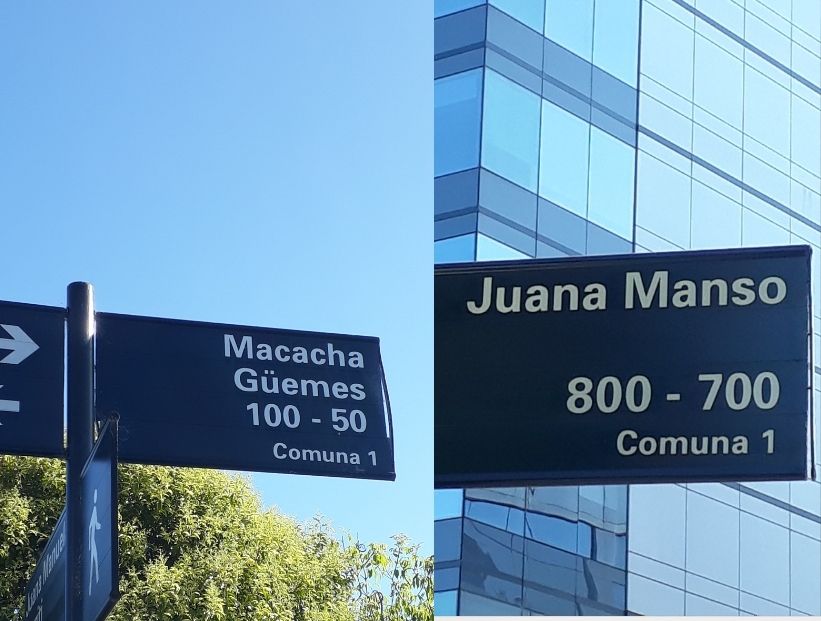 Macacha
Güemes
100 - 50
Comuna 1
Juana Manso
800 - 700
Comuna 1